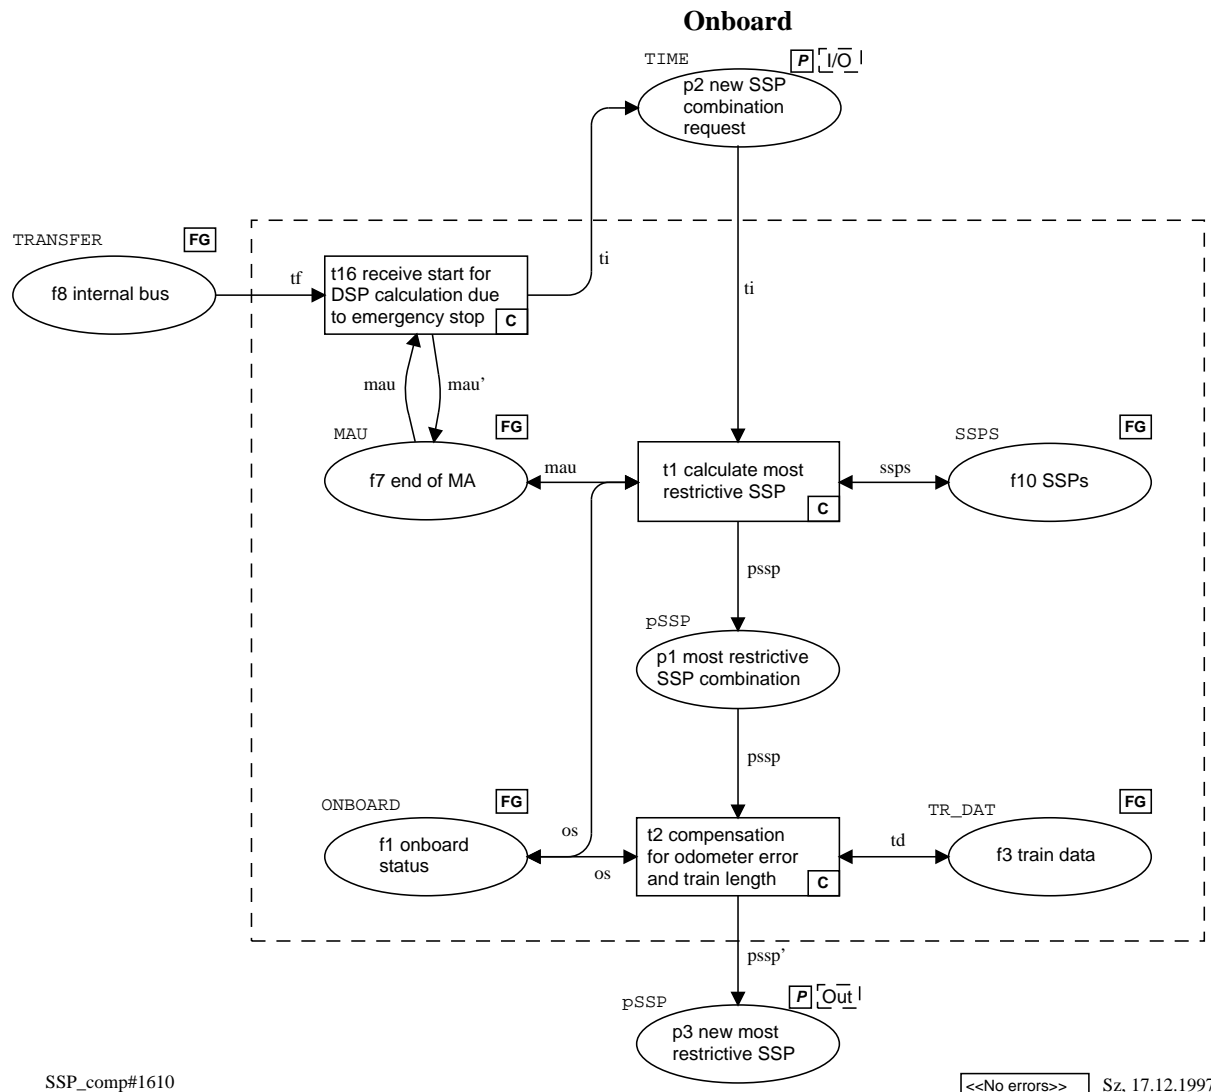 Onboard
TIME
P
I/O
p2 new SSP
combination
request
TRANSFER
FG
f8 internal bus
tf
t16 receive start for
DSP calculation due
to emergency stop
C
ti
ti
mau
mau’
MAU
FG
f7 end of MA
mau
t1 calculate most
restrictive SSP
C
ssps
SSPS
FG
f10 SSPs
pssp
pSSP
p1 most restrictive
SSP combination
pssp
ONBOARD
FG
f1 onboard
status
os
os
t2 compensation
for odometer error
and train length
C
td
TR_DAT
FG
f3 train data
pssp’
pSSP
P
Out
p3 new most
restrictive SSP
SSP_comp#1610
<<No errors>>
Sz, 17.12.1997